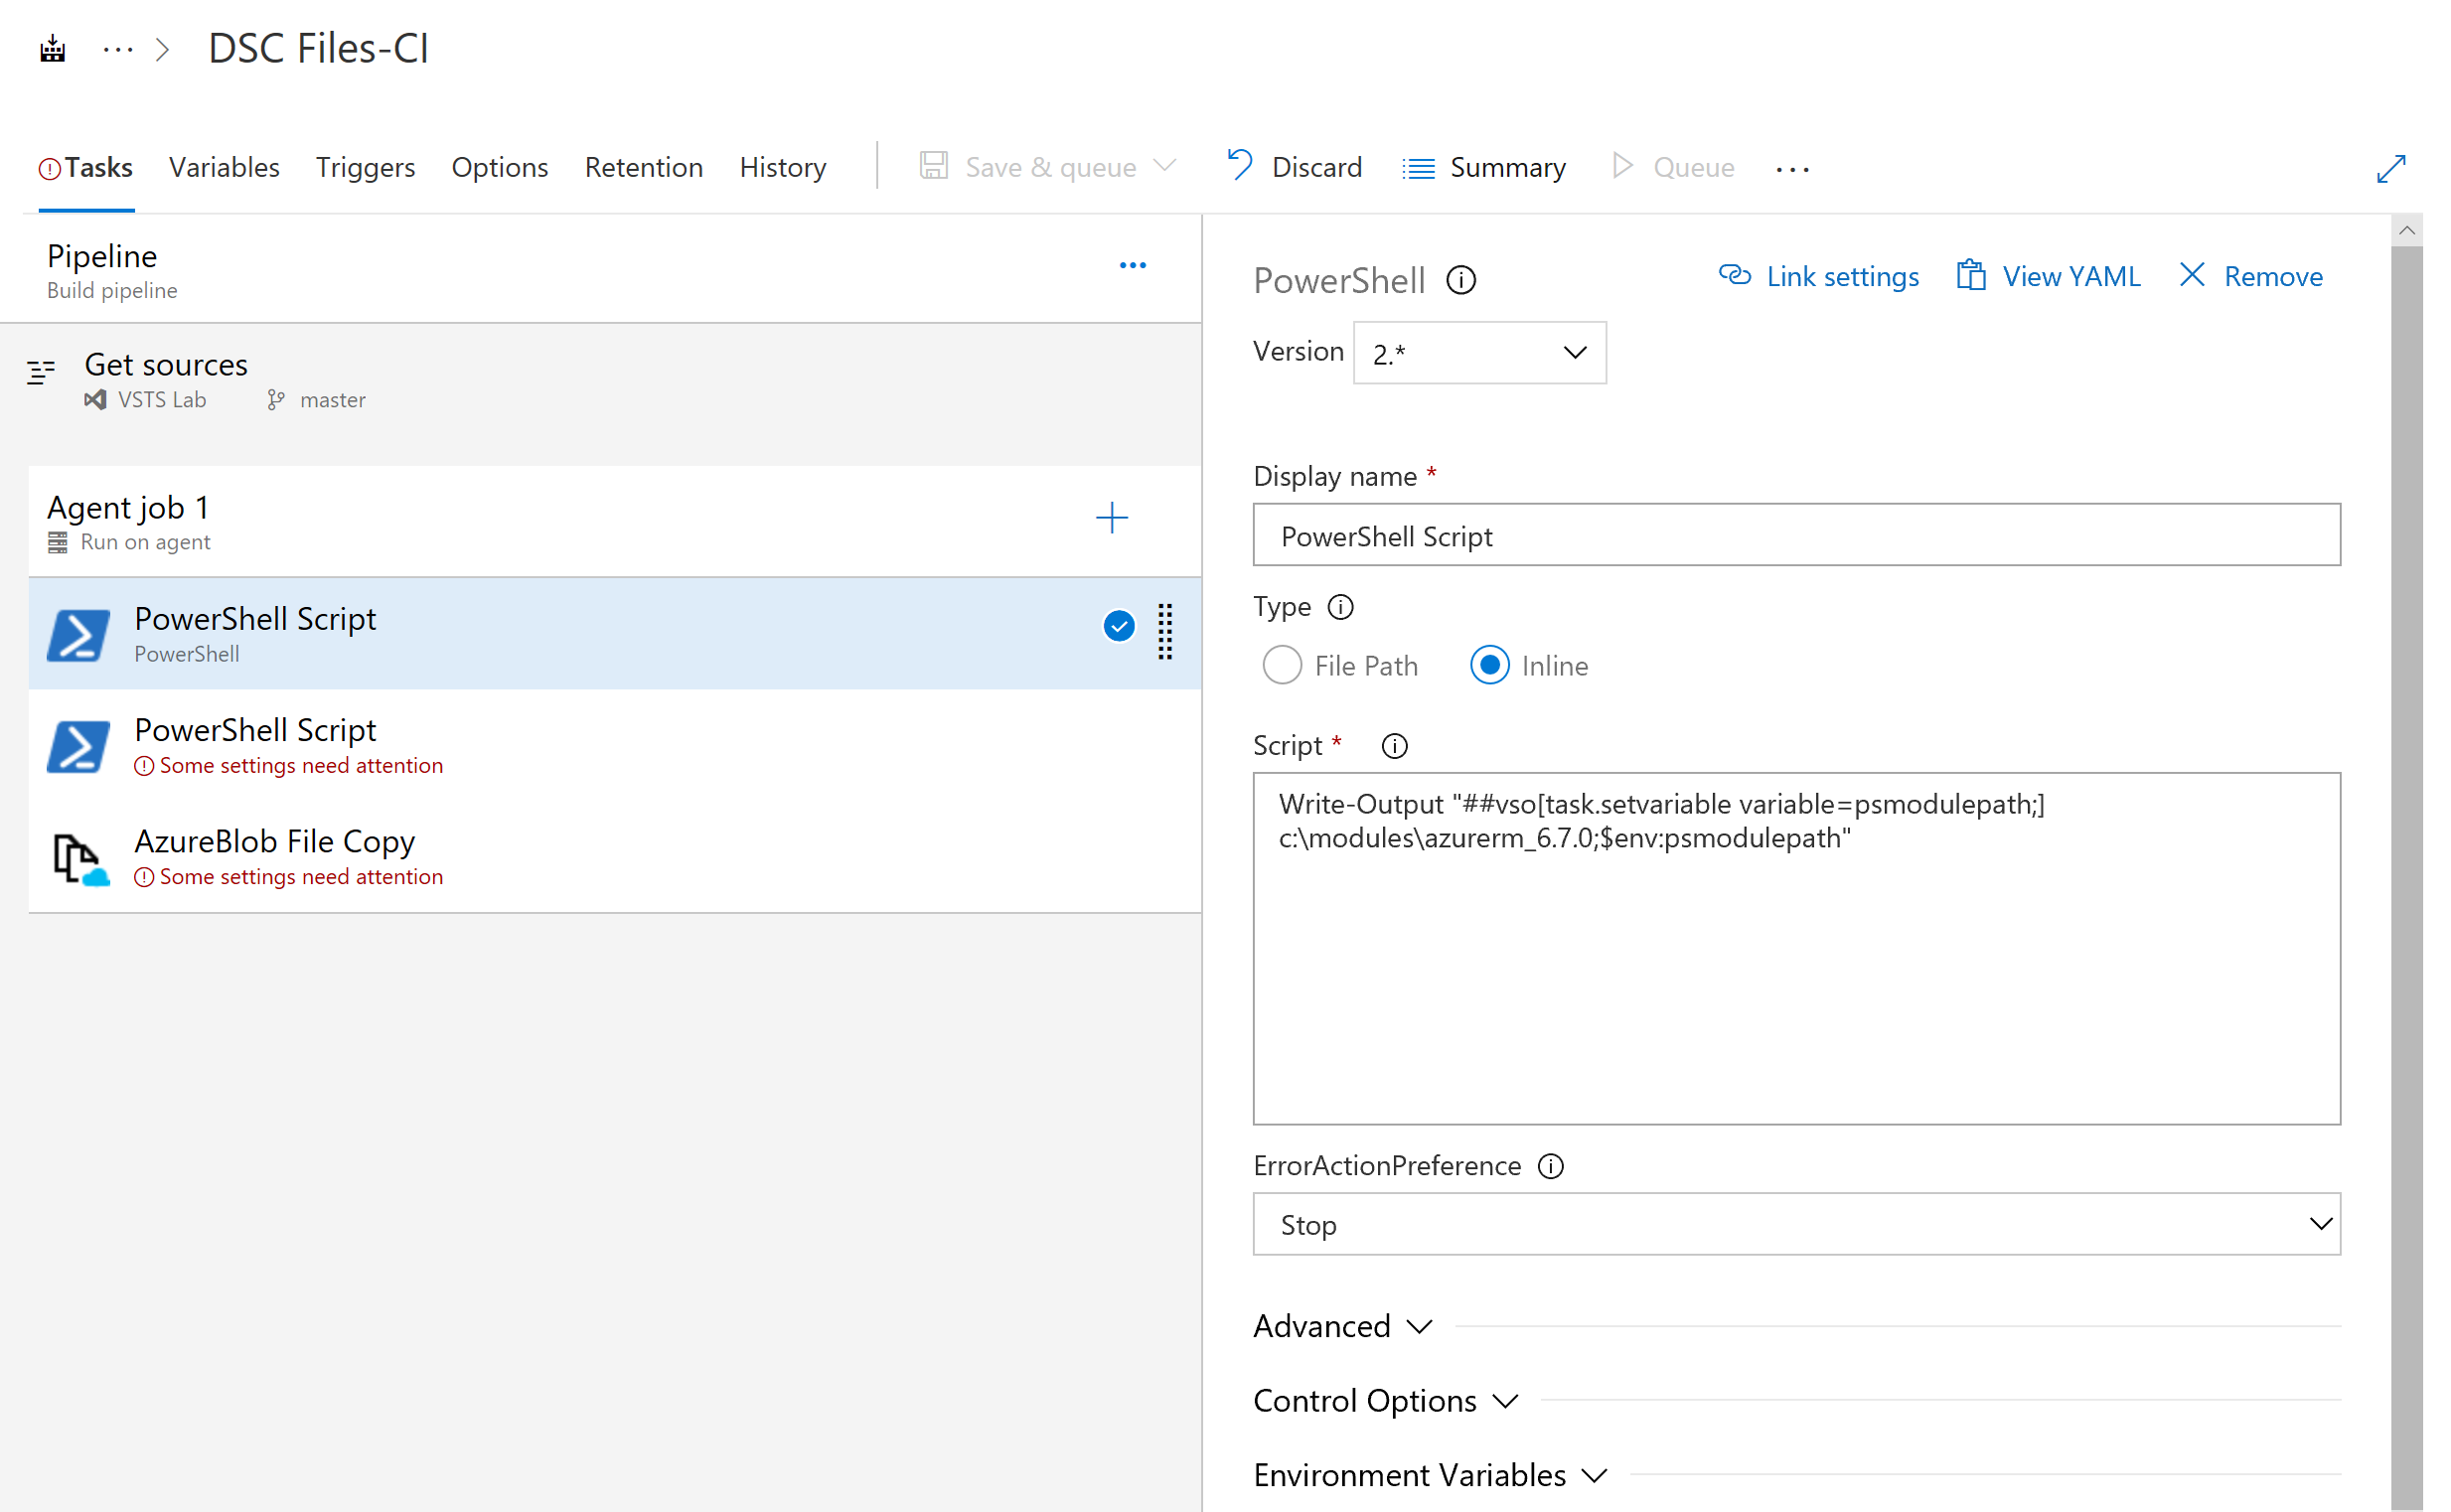 ... > DSC Files-CI
Tasks Variables Triggers Options Retention History Save & queue Discard Summary Queue ...
Pipeline
Build pipeline
...
Get sources
VSTS Lab master
Agent job 1
Run on agent
PowerShell Script
PowerShell
PowerShell Script
Some settings need attention
AzureBlob File Copy
Some settings need attention
PowerShell Link settings View YAML Remove
Version 2.*
Display name *
PowerShell Script
Type
File Path Inline
Script *
Write-Output "##vso[task.setvariable variable=psmodulepath;]
c:\modules\azurerm_6.7.0;$env:psmodulepath"
ErrorActionPreference
Stop
Advanced
Control Options
Environment Variables